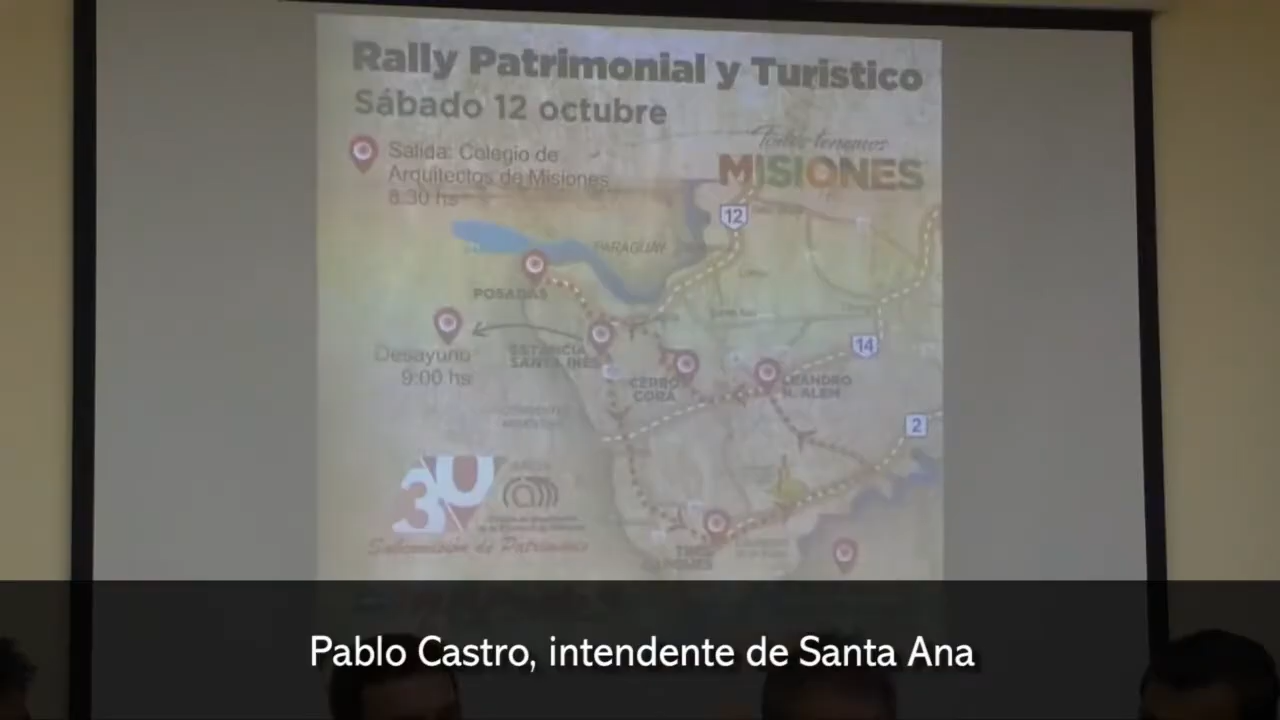 Rally Patrimonial y Turistico
Sábado 12 octubre
Todos tenemos
MISIONES
Salida: Colegio de
Arquitectos de Misiones
8.30 hs
12
PARAGUAY
POSADAS
Desayuno
9:00 hs
ESTANCIA
SANTA INES
CERRO
CORA
14
LEANDRO
N. ALEM
2
30
AÑOS
Subcomisión de Patrimonio
Pablo Castro, intendente de Santa Ana